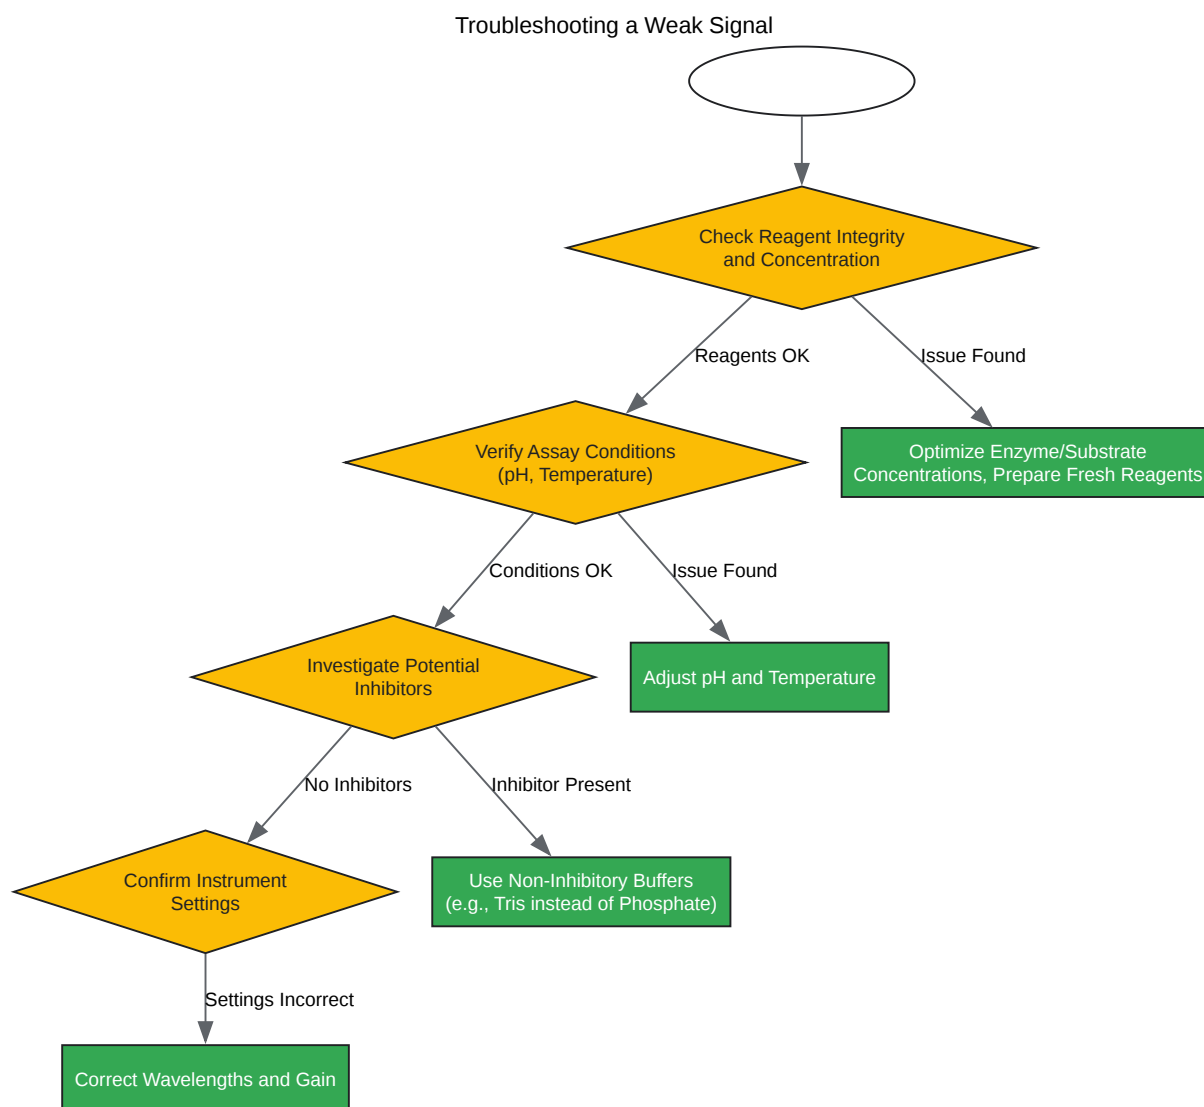 Troubleshooting a Weak Signal
Check Reagent Integrity
and Concentration
Reagents OK
Issue Found
Verify Assay Conditions
(pH, Temperature)
Optimize Enzyme/Substrate
Concentrations, Prepare Fresh Reagents
Conditions OK
Issue Found
Investigate Potential
Inhibitors
Adjust pH and Temperature
No Inhibitors
Inhibitor Present
Confirm Instrument
Settings
Use Non-Inhibitory Buffers
(e.g., Tris instead of Phosphate)
Settings Incorrect
Correct Wavelengths and Gain